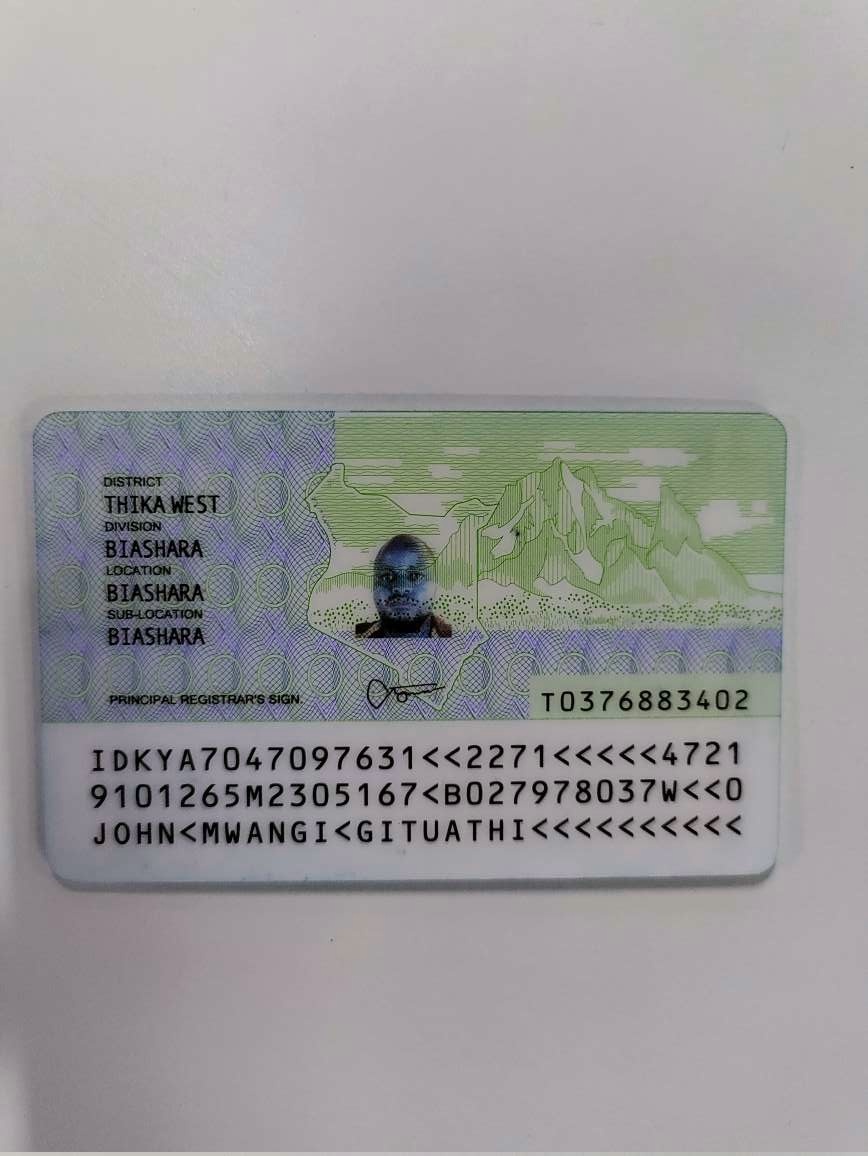 DISTRICT
THIKA WEST
DIVISION
BIASHARA
LOCATION
BIASHARA
SUB-LOCATION
BIASHARA
PRINCIPAL REGISTRAR'S SIGN.
T0376883402
IDKYA7047097631<<2271<<<<<4721
9101265M2305167<B027978037W<<0
JOHN<MWANGI<GITUATHI<<<<<<<<<<